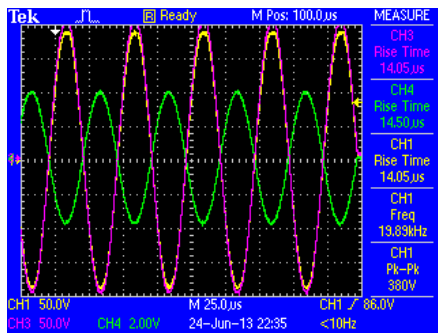 Tek R Ready M Pos: 100.0us MEASURE
CH3
Rise Time
14.05us
CH4
Rise Time
14.50us
CH1
Rise Time
14.05us
CH1
Freq
19.89kHz
CH1
Pk-Pk
380V
CH1 50.0V M 25.0us CH1 86.0V
CH3 50.0V CH4 2.00V 24-Jun-13 22:35 <10Hz